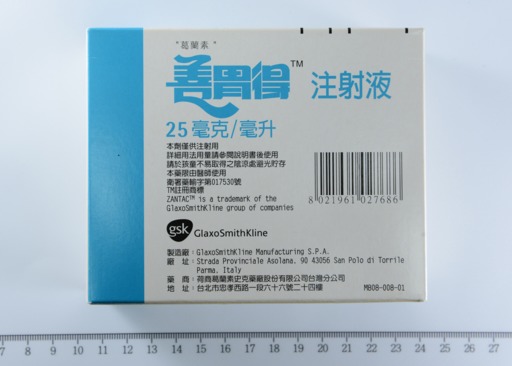 "葛蘭素"
善胃得™ 注射液
25毫克/毫升
本劑僅供注射用
詳細用法用量請參閱說明書後使用
請於孩童不易取得之陰涼處避光貯存
本藥限由醫師使用
衛署藥輸字第017530號
TM註冊商標
ZANTAC™ is a trademark of the
GlaxoSmithKline group of companies
8 021961 027686
gsk GlaxoSmithKline
製造廠：GlaxoSmithKline Manufacturing S.P.A.
廠 址：Strada Provinciale Asolana, 90 43056 San Polo di Torrile
Parma, Italy
藥 商：荷商葛蘭素史克藥廠股份有限公司台灣分公司
地 址：台北市忠孝西路一段六十六號二十四樓
M808-008-01
7 8 9 10 11 12 13 14 15 16 17 18 19 20 21 22 23 24 25 26 27